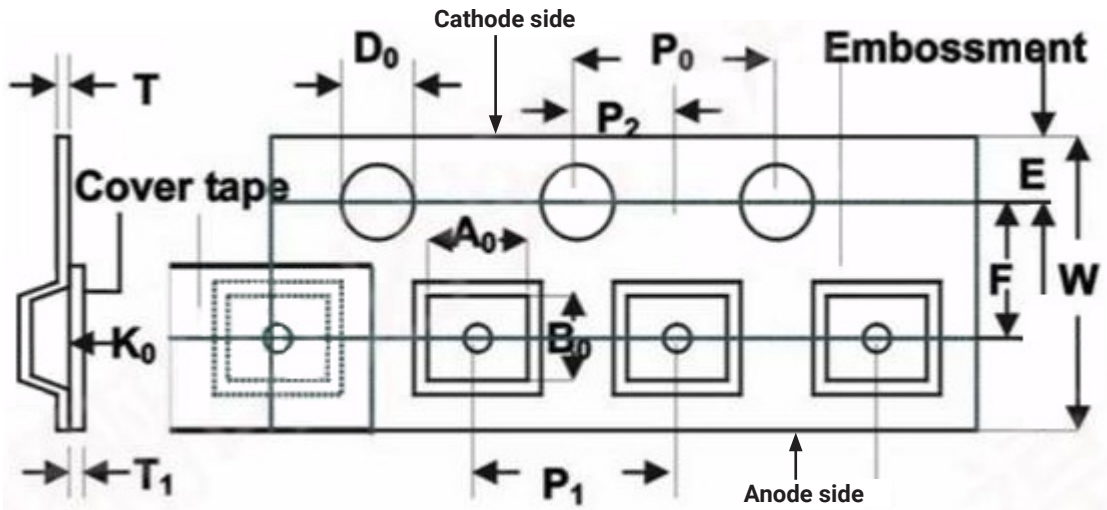 Cathode side
D₀
P₀
Embossment
T
P₂
Cover tape
E
A₀
F
W
K₀
B₀
T₁
P₁
Anode side